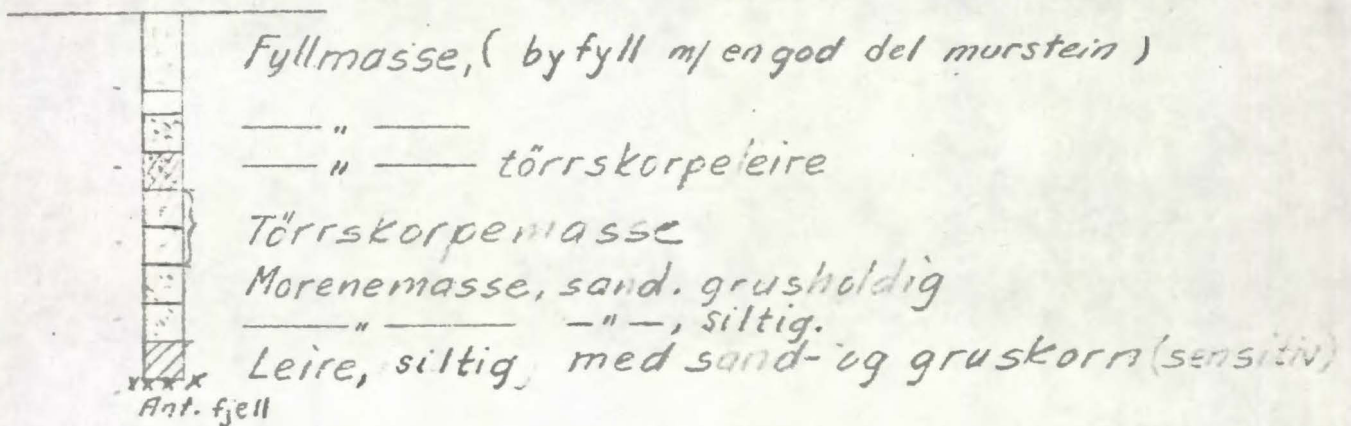 Fyllmasse, ( byfyll m/ en god del murstein )
—— " ——
—— " —— törrskorpeleire
Törrskorpemasse
Morenemasse, sand. grusholdig
—— " —— — " —, siltig.
Leire, siltig, med sand- og gruskorn (sensitiv)
xxxx
Ant. fjell